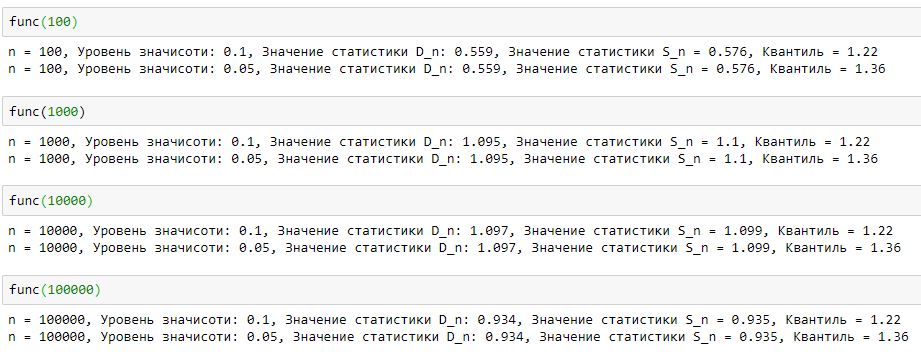 func(100)
n = 100, Уровень значисоти: 0.1, Значение статистики D_n: 0.559, Значение статистики S_n = 0.576, Квантиль = 1.22
n = 100, Уровень значисоти: 0.05, Значение статистики D_n: 0.559, Значение статистики S_n = 0.576, Квантиль = 1.36
func(1000)
n = 1000, Уровень значисоти: 0.1, Значение статистики D_n: 1.095, Значение статистики S_n = 1.1, Квантиль = 1.22
n = 1000, Уровень значисоти: 0.05, Значение статистики D_n: 1.095, Значение статистики S_n = 1.1, Квантиль = 1.36
func(10000)
n = 10000, Уровень значисоти: 0.1, Значение статистики D_n: 1.097, Значение статистики S_n = 1.099, Квантиль = 1.22
n = 10000, Уровень значисоти: 0.05, Значение статистики D_n: 1.097, Значение статистики S_n = 1.099, Квантиль = 1.36
func(100000)
n = 100000, Уровень значисоти: 0.1, Значение статистики D_n: 0.934, Значение статистики S_n = 0.935, Квантиль = 1.22
n = 100000, Уровень значисоти: 0.05, Значение статистики D_n: 0.934, Значение статистики S_n = 0.935, Квантиль = 1.36